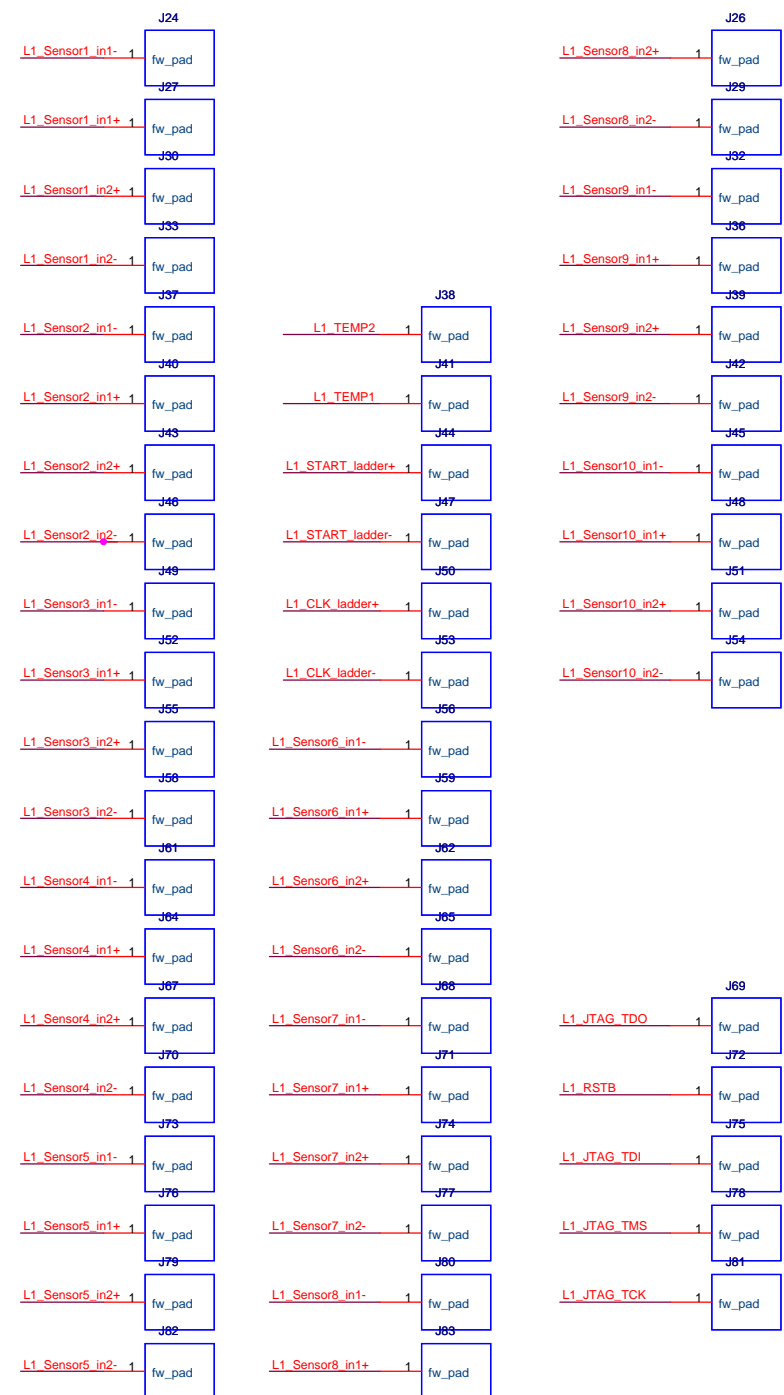 J24
L1_Sensor1_in1- 1 fw_pad
J27
L1_Sensor1_in1+ 1 fw_pad
J30
L1_Sensor1_in2+ 1 fw_pad
J33
L1_Sensor1_in2- 1 fw_pad
J37
L1_Sensor2_in1- 1 fw_pad
J40
L1_Sensor2_in1+ 1 fw_pad
J43
L1_Sensor2_in2+ 1 fw_pad
J46
L1_Sensor2_in2- 1 fw_pad
J49
L1_Sensor3_in1- 1 fw_pad
J52
L1_Sensor3_in1+ 1 fw_pad
J55
L1_Sensor3_in2+ 1 fw_pad
J58
L1_Sensor3_in2- 1 fw_pad
J61
L1_Sensor4_in1- 1 fw_pad
J64
L1_Sensor4_in1+ 1 fw_pad
J67
L1_Sensor4_in2+ 1 fw_pad
J70
L1_Sensor4_in2- 1 fw_pad
J73
L1_Sensor5_in1- 1 fw_pad
J76
L1_Sensor5_in1+ 1 fw_pad
J79
L1_Sensor5_in2+ 1 fw_pad
J82
L1_Sensor5_in2- 1 fw_pad
J38
L1_TEMP2 1 fw_pad
J41
L1_TEMP1 1 fw_pad
J44
L1_START_ladder+ 1 fw_pad
J47
L1_START_ladder- 1 fw_pad
J50
L1_CLK_ladder+ 1 fw_pad
J53
L1_CLK_ladder- 1 fw_pad
J56
L1_Sensor6_in1- 1 fw_pad
J59
L1_Sensor6_in1+ 1 fw_pad
J62
L1_Sensor6_in2+ 1 fw_pad
J65
L1_Sensor6_in2- 1 fw_pad
J68
L1_Sensor7_in1- 1 fw_pad
J71
L1_Sensor7_in1+ 1 fw_pad
J74
L1_Sensor7_in2+ 1 fw_pad
J77
L1_Sensor7_in2- 1 fw_pad
J80
L1_Sensor8_in1- 1 fw_pad
J83
L1_Sensor8_in1+ 1 fw_pad
J26
L1_Sensor8_in2+ 1 fw_pad
J29
L1_Sensor8_in2- 1 fw_pad
J32
L1_Sensor9_in1- 1 fw_pad
J36
L1_Sensor9_in1+ 1 fw_pad
J39
L1_Sensor9_in2+ 1 fw_pad
J42
L1_Sensor9_in2- 1 fw_pad
J45
L1_Sensor10_in1- 1 fw_pad
J48
L1_Sensor10_in1+ 1 fw_pad
J51
L1_Sensor10_in2+ 1 fw_pad
J54
L1_Sensor10_in2- 1 fw_pad
J69
L1_JTAG_TDO 1 fw_pad
J72
L1_RSTB 1 fw_pad
J75
L1_JTAG_TDI 1 fw_pad
J78
L1_JTAG_TMS 1 fw_pad
J81
L1_JTAG_TCK 1 fw_pad